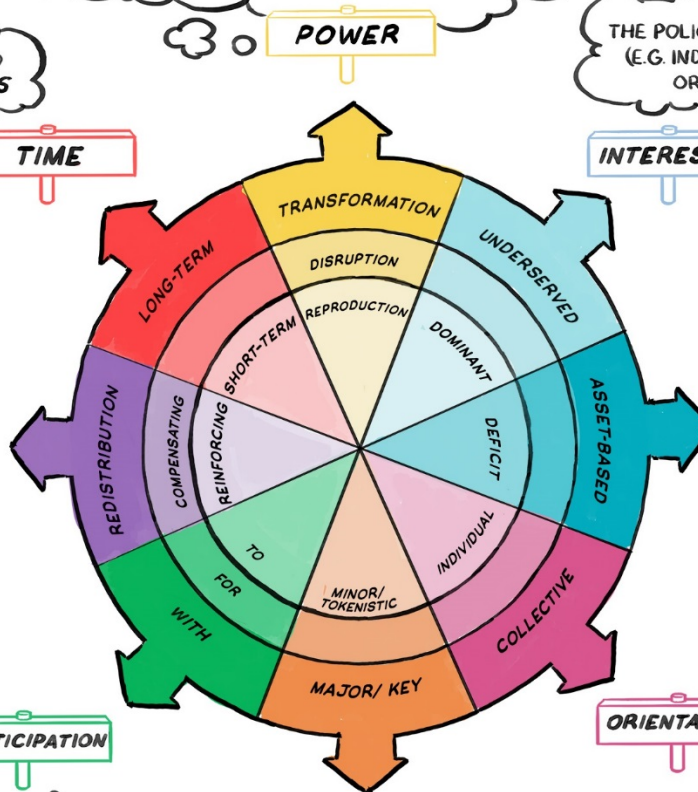 POWER
THE POLIC
(E.G. IND
OR
S
TIME
INTERES
TRANSFORMATION
DISRUPTION
REPRODUCTION
UNDERSERVED
DOMINANT
ASSET-BASED
DEFICIT
COLLECTIVE
INDIVIDUAL
MAJOR/ KEY
MINOR/
TOKENISTIC
WITH
FOR
TO
REDISTRIBUTION
COMPENSATING
REINFORCING
LONG-TERM
SHORT-TERM
TICIPATION
ORIENTA